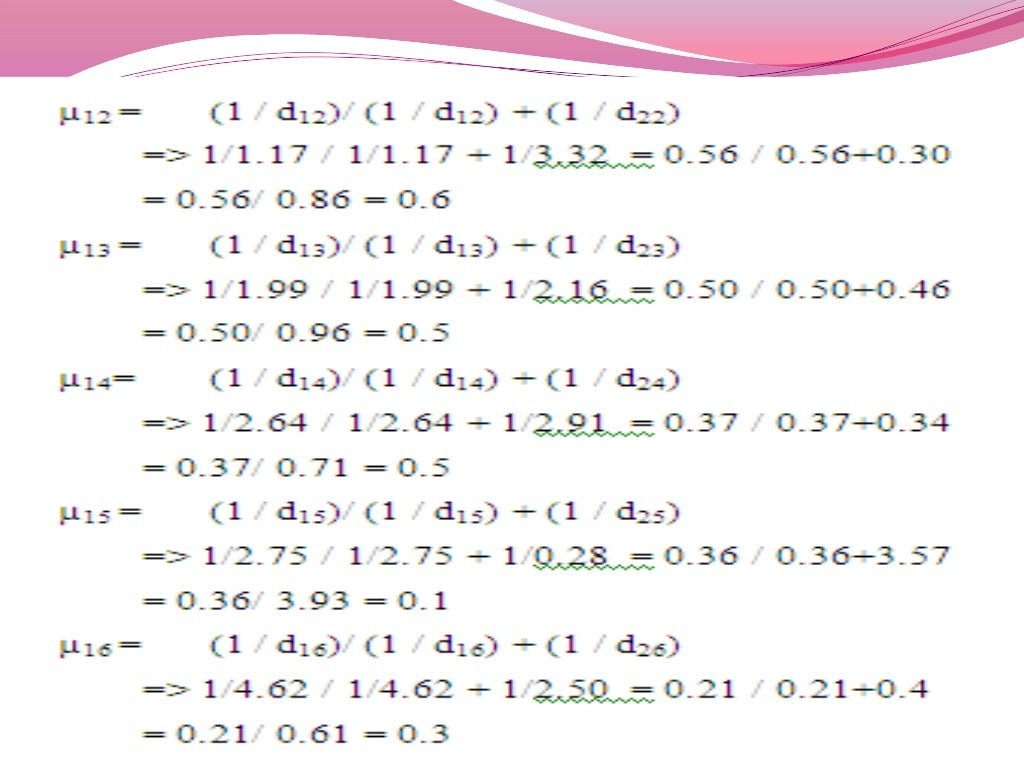 μ₁₂ = (1 / d₁₂)/ (1 / d₁₂) + (1 / d₂₂)
=> 1/1.17 / 1/1.17 + 1/3.32 = 0.56 / 0.56+0.30
= 0.56/ 0.86 = 0.6
μ₁₃ = (1 / d₁₃)/ (1 / d₁₃) + (1 / d₂₃)
=> 1/1.99 / 1/1.99 + 1/2.16 = 0.50 / 0.50+0.46
= 0.50/ 0.96 = 0.5
μ₁₄= (1 / d₁₄)/ (1 / d₁₄) + (1 / d₂₄)
=> 1/2.64 / 1/2.64 + 1/2.91 = 0.37 / 0.37+0.34
= 0.37/ 0.71 = 0.5
μ₁₅ = (1 / d₁₅)/ (1 / d₁₅) + (1 / d₂₅)
=> 1/2.75 / 1/2.75 + 1/0.28 = 0.36 / 0.36+3.57
= 0.36/ 3.93 = 0.1
μ₁₆ = (1 / d₁₆)/ (1 / d₁₆) + (1 / d₂₆)
=> 1/4.62 / 1/4.62 + 1/2.50 = 0.21 / 0.21+0.4
= 0.21/ 0.61 = 0.3